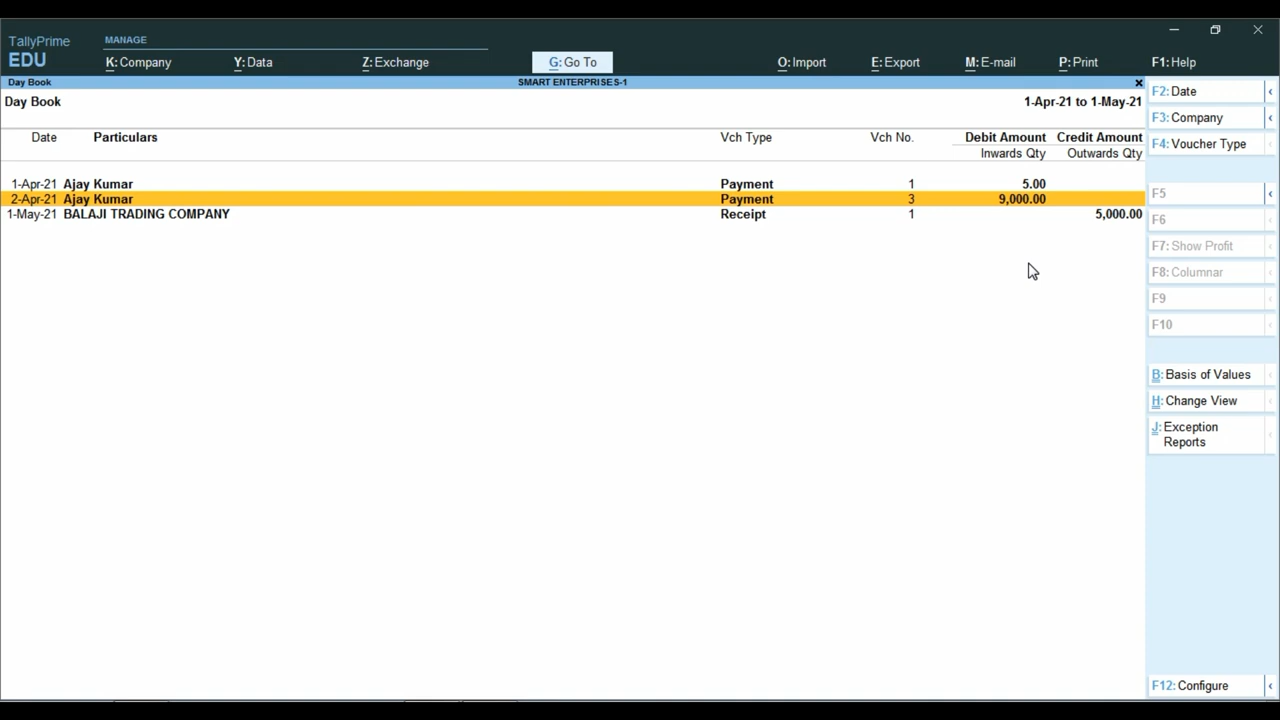 TallyPrime
EDU
MANAGE
K: Company
Y: Data
Z: Exchange
G: Go To
O: Import
E: Export
M: E-mail
P: Print
F1: Help
Day Book
SMART ENTERPRISES-1
Day Book
1-Apr-21 to 1-May-21
Date Particulars Vch Type Vch No. Debit Amount Credit Amount
Inwards Qty Outwards Qty
1-Apr-21 Ajay Kumar Payment 1 5.00
2-Apr-21 Ajay Kumar Payment 3 9,000.00
1-May-21 BALAJI TRADING COMPANY Receipt 1 5,000.00
F2: Date
F3: Company
F4: Voucher Type
F5
F6
F7: Show Profit
F8: Columnar
F9
F10
B: Basis of Values
H: Change View
J: Exception
Reports
F12: Configure